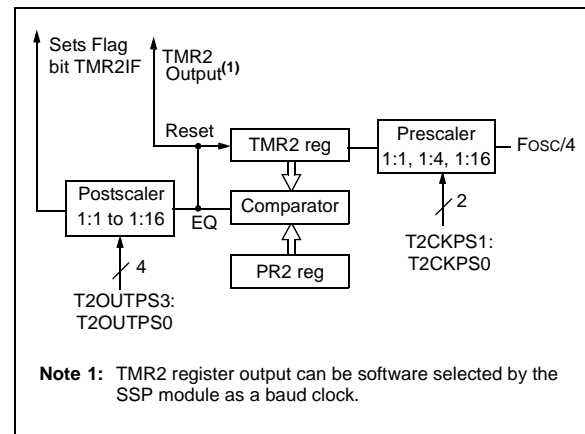 Sets Flag
bit TMR2IF
TMR2
Output(1)
Reset
TMR2 reg
Prescaler
1:1, 1:4, 1:16
FOSC/4
Postscaler
1:1 to 1:16
EQ
Comparator
2
T2CKPS1:
T2CKPS0
4
PR2 reg
T2OUTPS3:
T2OUTPS0
Note 1: TMR2 register output can be software selected by the
SSP module as a baud clock.